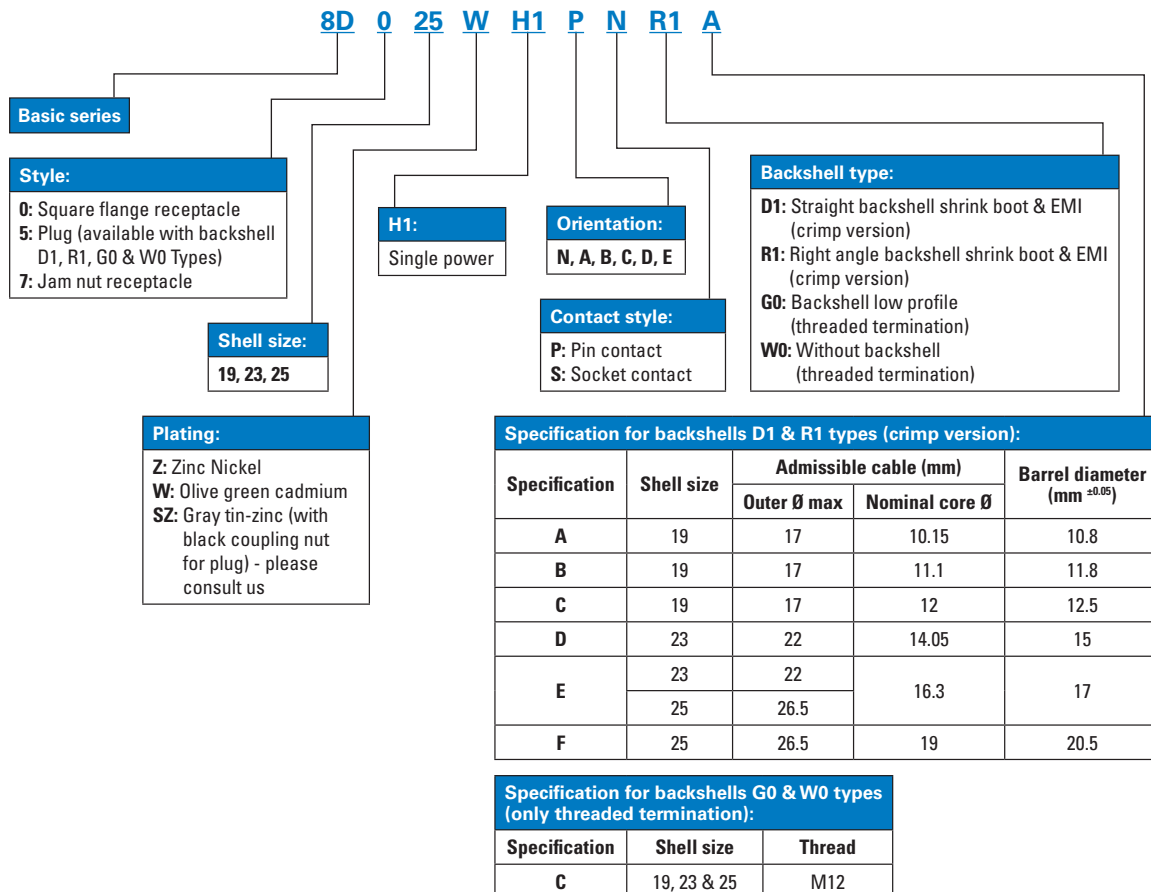 8D 0 25 W H1 P N R1 A
Basic series
Style:
0: Square flange receptacle
5: Plug (available with backshell
D1, R1, G0 & W0 Types)
7: Jam nut receptacle
Shell size:
19, 23, 25
Plating:
Z: Zinc Nickel
W: Olive green cadmium
SZ: Gray tin-zinc (with
black coupling nut
for plug) - please
consult us
H1:
Single power
Orientation:
N, A, B, C, D, E
Contact style:
P: Pin contact
S: Socket contact
Backshell type:
D1: Straight backshell shrink boot & EMI
(crimp version)
R1: Right angle backshell shrink boot & EMI
(crimp version)
G0: Backshell low profile
(threaded termination)
W0: Without backshell
(threaded termination)
Specification for backshells D1 & R1 types (crimp version):
Specification Shell size Admissible cable (mm) Barrel diameter
(mm ±0.05)
Outer Ø max Nominal core Ø
A 19 17 10.15 10.8
B 19 17 11.1 11.8
C 19 17 12 12.5
D 23 22 14.05 15
E 23 22 16.3 17
25 26.5
F 25 26.5 19 20.5
Specification for backshells G0 & W0 types
(only threaded termination):
Specification Shell size Thread
C 19, 23 & 25 M12